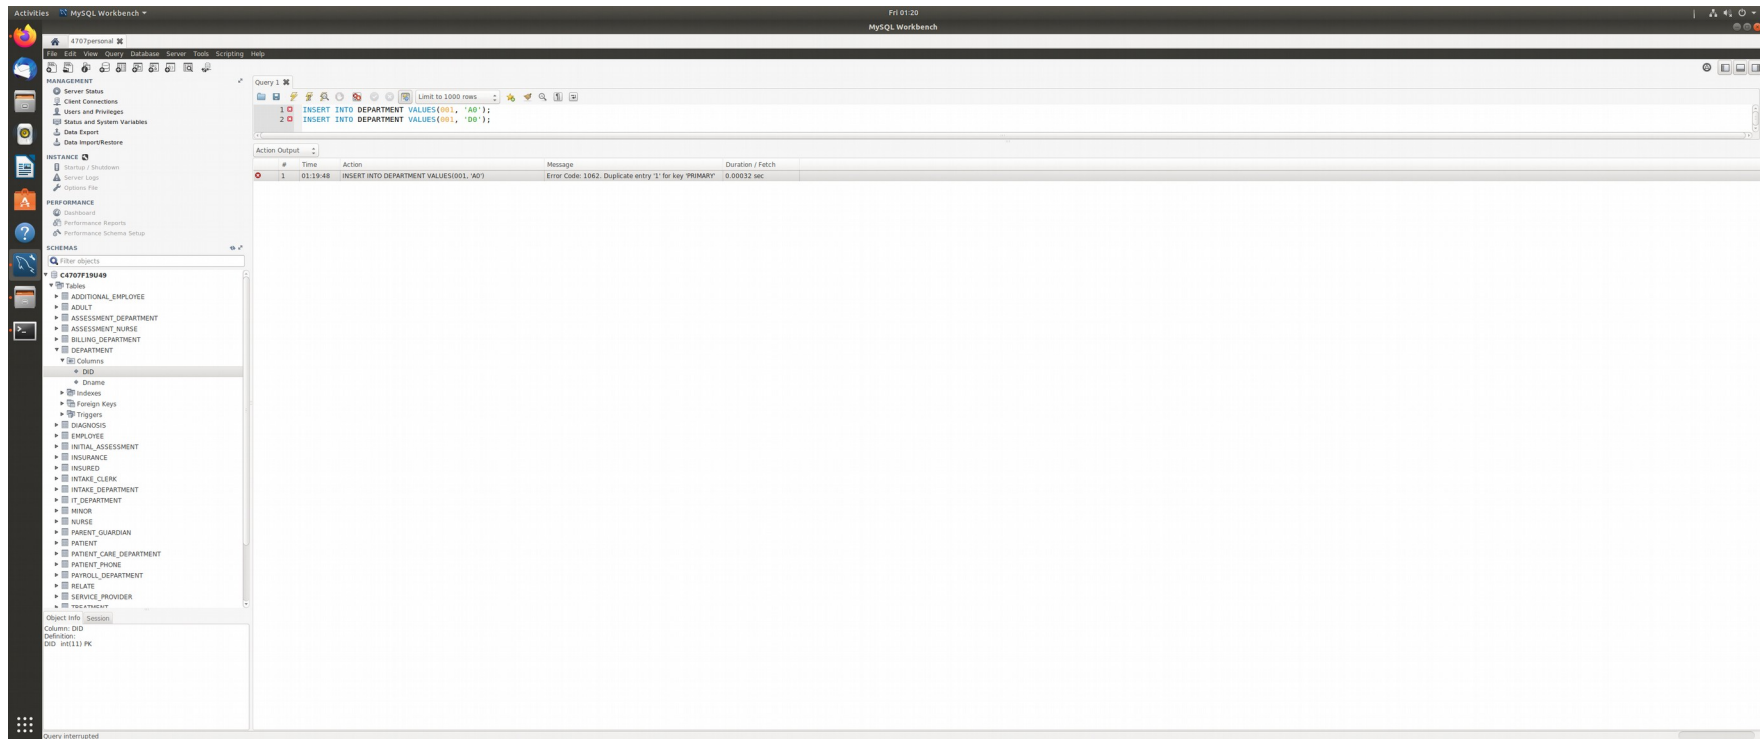 Activities MySQL Workbench Fri 01:20
MySQL Workbench
4707personal
File Edit View Query Database Server Tools Scripting Help
MANAGEMENT
Server Status
Client Connections
Users and Privileges
Status and System Variables
Data Export
Data Import/Restore
INSTANCE
Startup / Shutdown
Server Logs
Options File
PERFORMANCE
Dashboard
Performance Reports
Performance Schema Setup
SCHEMAS
Filter objects
C4707F19U49
Tables
ADDITIONAL_EMPLOYEE
ADULT
ASSESSMENT_DEPARTMENT
ASSESSMENT_NURSE
BILLING_DEPARTMENT
DEPARTMENT
Columns
DID
Dname
Indexes
Foreign Keys
Triggers
DIAGNOSIS
EMPLOYEE
INITIAL_ASSESSMENT
INSURANCE
INSURED
INTAKE_CLERK
INTAKE_DEPARTMENT
IT_DEPARTMENT
MINOR
NURSE
PARENT_GUARDIAN
PATIENT
PATIENT_CARE_DEPARTMENT
PATIENT_PHONE
PAYROLL_DEPARTMENT
RELATE
SERVICE_PROVIDER
TREATMENT
Object Info Session
Column: DID
Definition:
DID int(11) PK
Query interrupted
Query 1
Limit to 1000 rows
1 INSERT INTO DEPARTMENT VALUES(001, 'A0');
2 INSERT INTO DEPARTMENT VALUES(001, 'D0');
Action Output
# Time Action Message Duration / Fetch
1 01:19:48 INSERT INTO DEPARTMENT VALUES(001, 'A0') Error Code: 1062. Duplicate entry '1' for key 'PRIMARY' 0.00032 sec